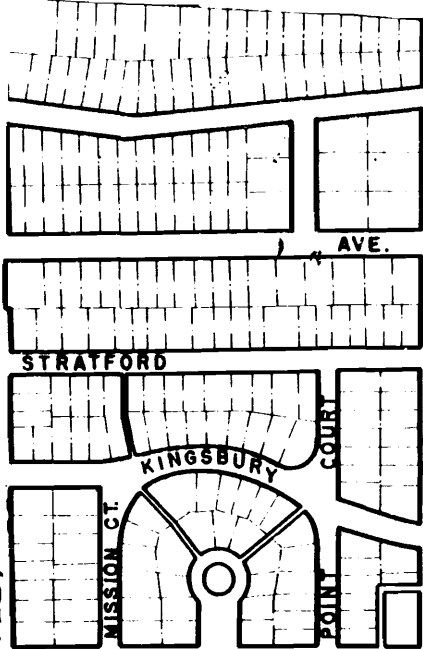 AVE.
STRATFORD
KINGSBURY
COURT
MISSION CT.
POINT